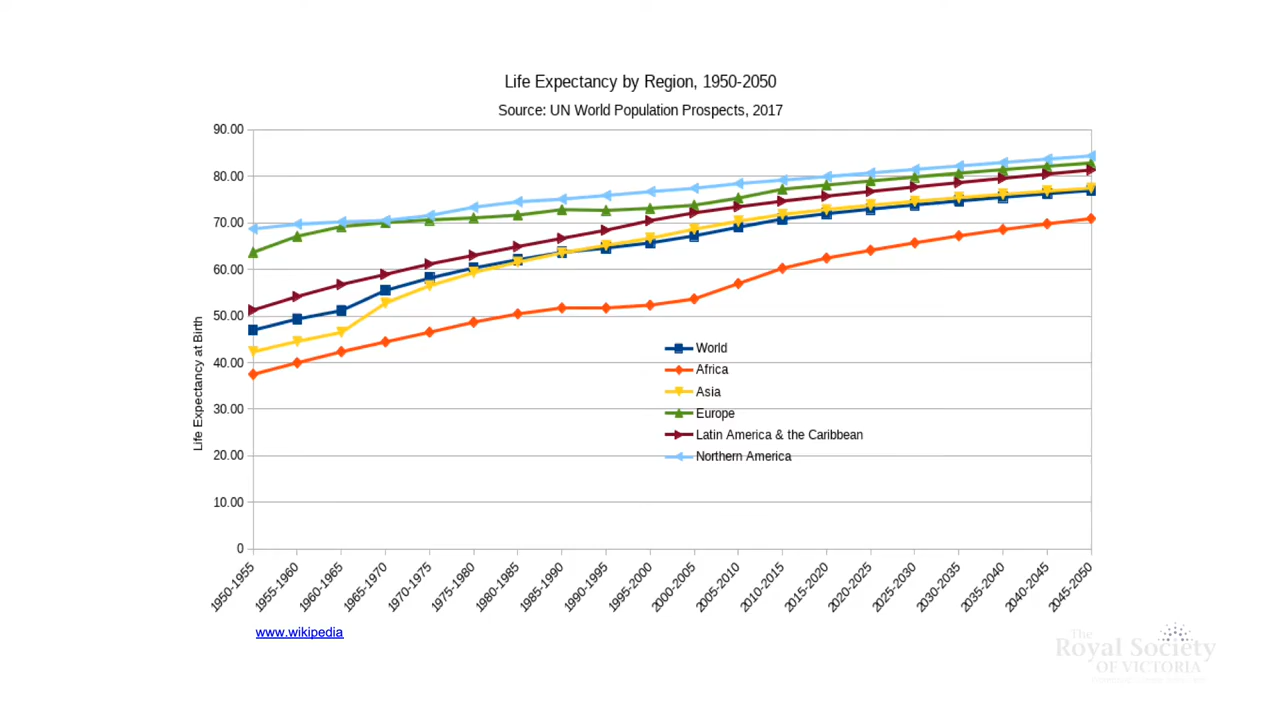 Life Expectancy by Region, 1950-2050
Source: UN World Population Prospects, 2017
90.00
80.00
70.00
60.00
50.00
40.00
30.00
20.00
10.00
0
Life Expectancy at Birth
World
Africa
Asia
Europe
Latin America & the Caribbean
Northern America
1950-1955
1955-1960
1960-1965
1965-1970
1970-1975
1975-1980
1980-1985
1985-1990
1990-1995
1995-2000
2000-2005
2005-2010
2010-2015
2015-2020
2020-2025
2025-2030
2030-2035
2035-2040
2040-2045
2045-2050
www.wikipedia
The
Royal Society
OF VICTORIA